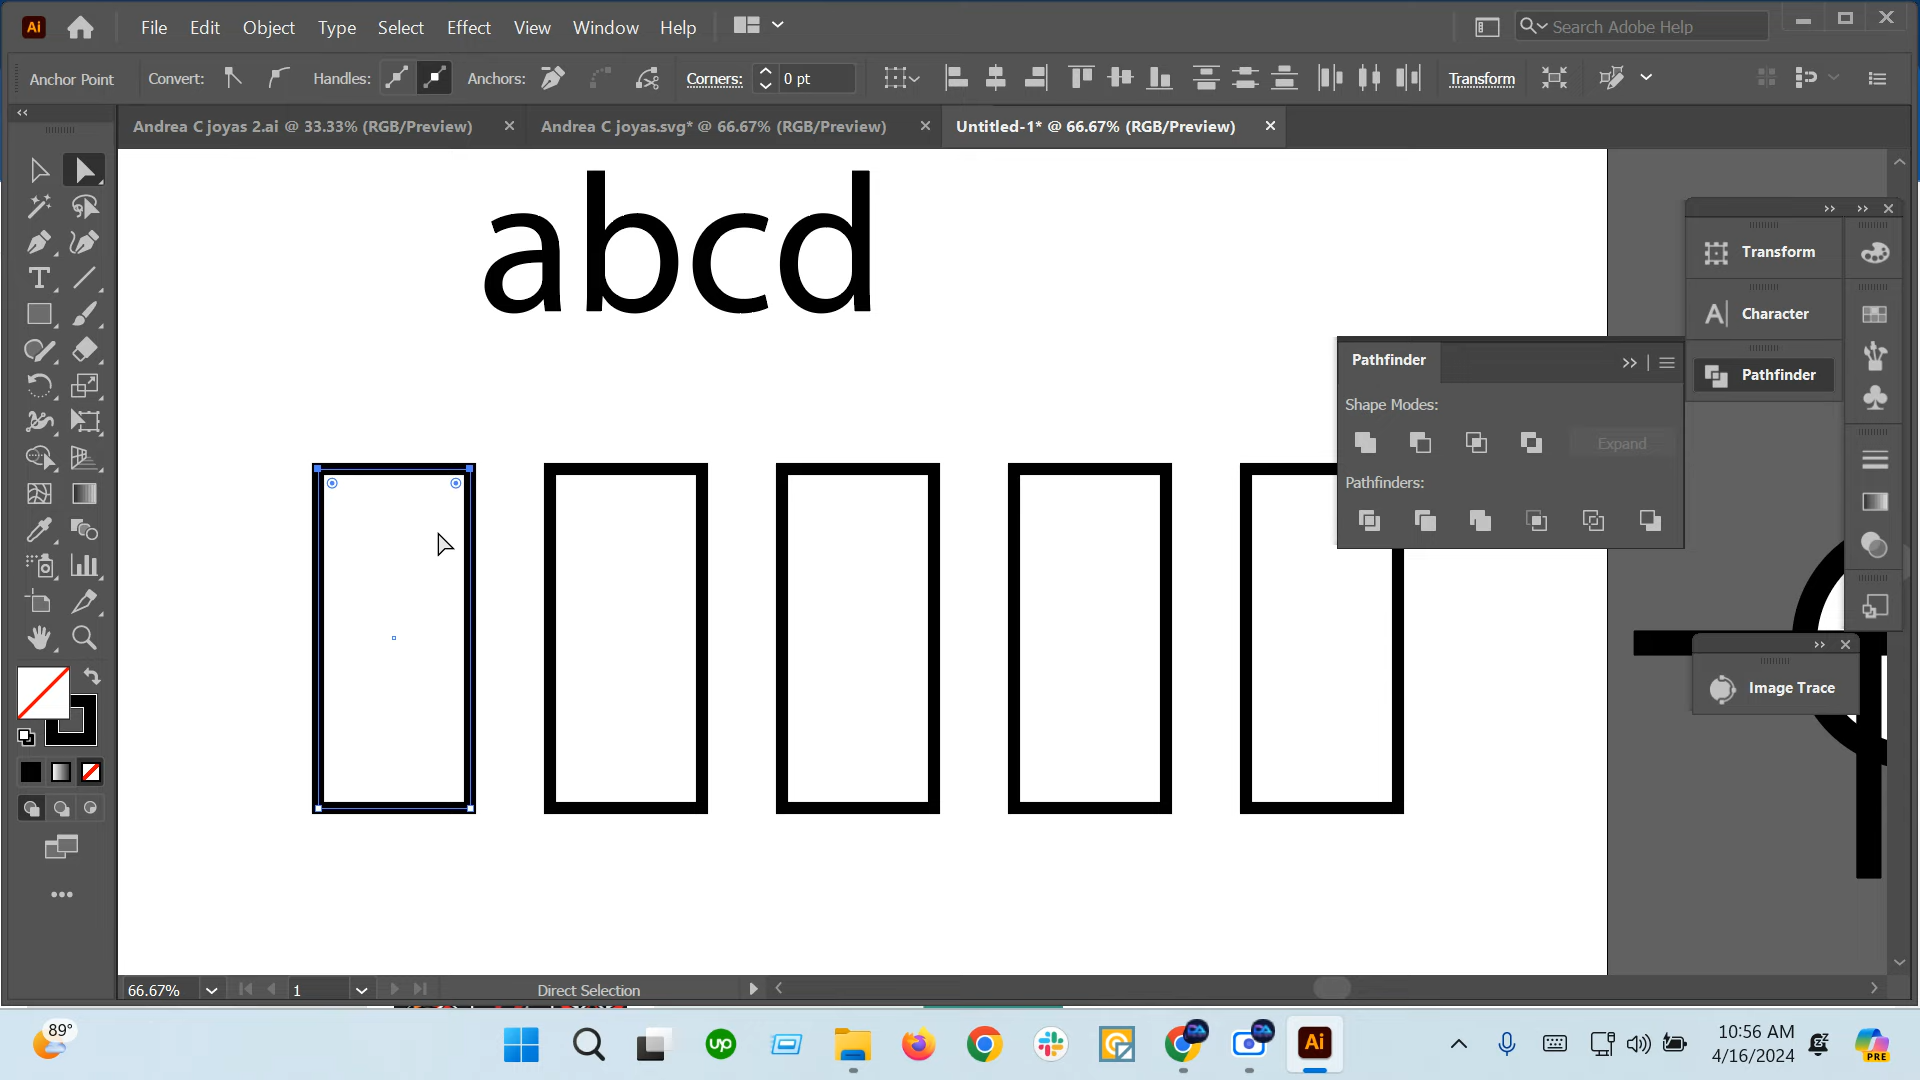 Ai
File Edit Object Type Select Effect View Window Help
Search Adobe Help
Anchor Point
Convert:
Handles:
Anchors:
Corners:
0 pt
Transform
Andrea C joyas 2.ai @ 33.33% (RGB/Preview)
Andrea C joyas.svg* @ 66.67% (RGB/Preview)
Untitled-1* @ 66.67% (RGB/Preview)
abcd
Transform
Character
Pathfinder
Pathfinder
Shape Modes:
Expand
Pathfinders:
Image Trace
66.67%
1
Direct Selection
89°
up
Ai
10:56 AM
4/16/2024
PRE